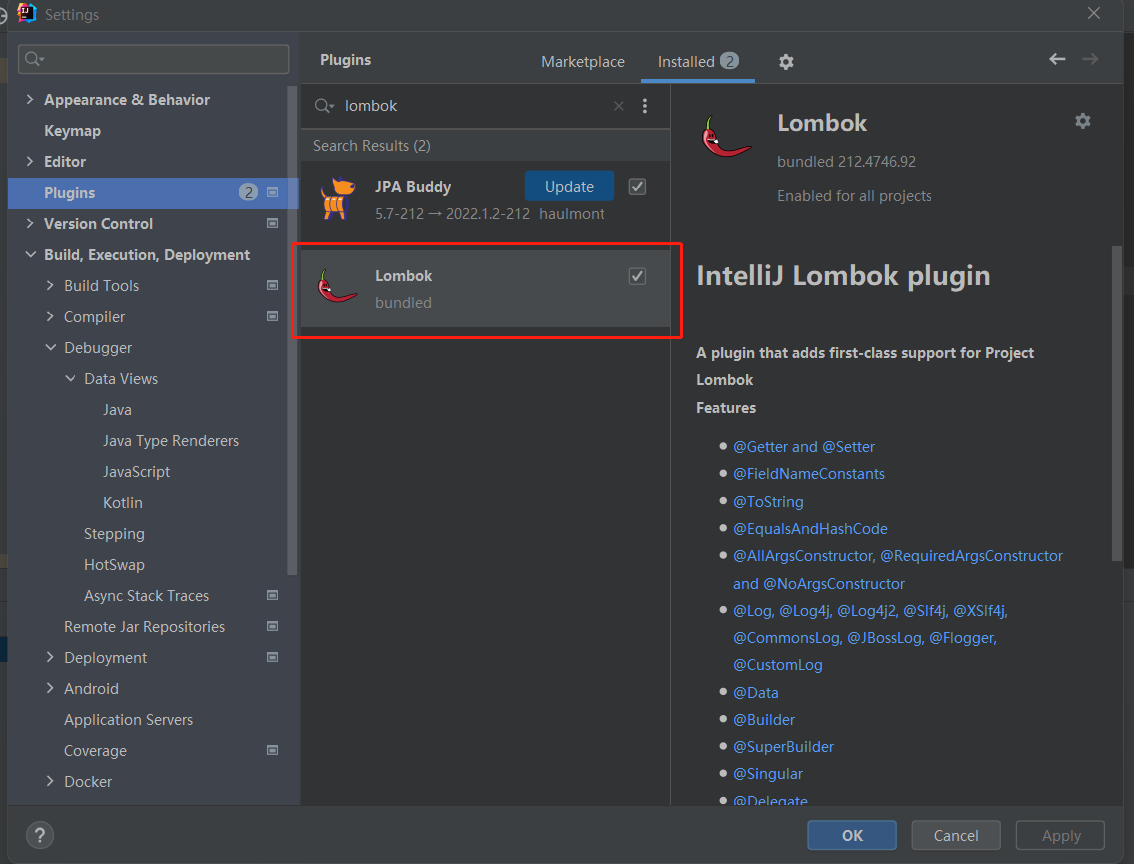 Settings
Plugins
Marketplace
Installed 2
Appearance & Behavior
Keymap
Editor
Plugins 2
Version Control
Build, Execution, Deployment
Build Tools
Compiler
Debugger
Data Views
Java
Java Type Renderers
JavaScript
Kotlin
Stepping
HotSwap
Async Stack Traces
Remote Jar Repositories
Deployment
Android
Application Servers
Coverage
Docker
lombok
Search Results (2)
JPA Buddy
Update
5.7-212 → 2022.1.2-212 haulmont
Lombok
bundled
Lombok
bundled 212.4746.92
Enabled for all projects
IntelliJ Lombok plugin
A plugin that adds first-class support for Project
Lombok
Features
@Getter and @Setter
@FieldNameConstants
@ToString
@EqualsAndHashCode
@AllArgsConstructor, @RequiredArgsConstructor
and @NoArgsConstructor
@Log, @Log4j, @Log4j2, @Slf4j, @XSlf4j,
@CommonsLog, @JBossLog, @Flogger,
@CustomLog
@Data
@Builder
@SuperBuilder
@Singular
@Delegate
?
OK
Cancel
Apply